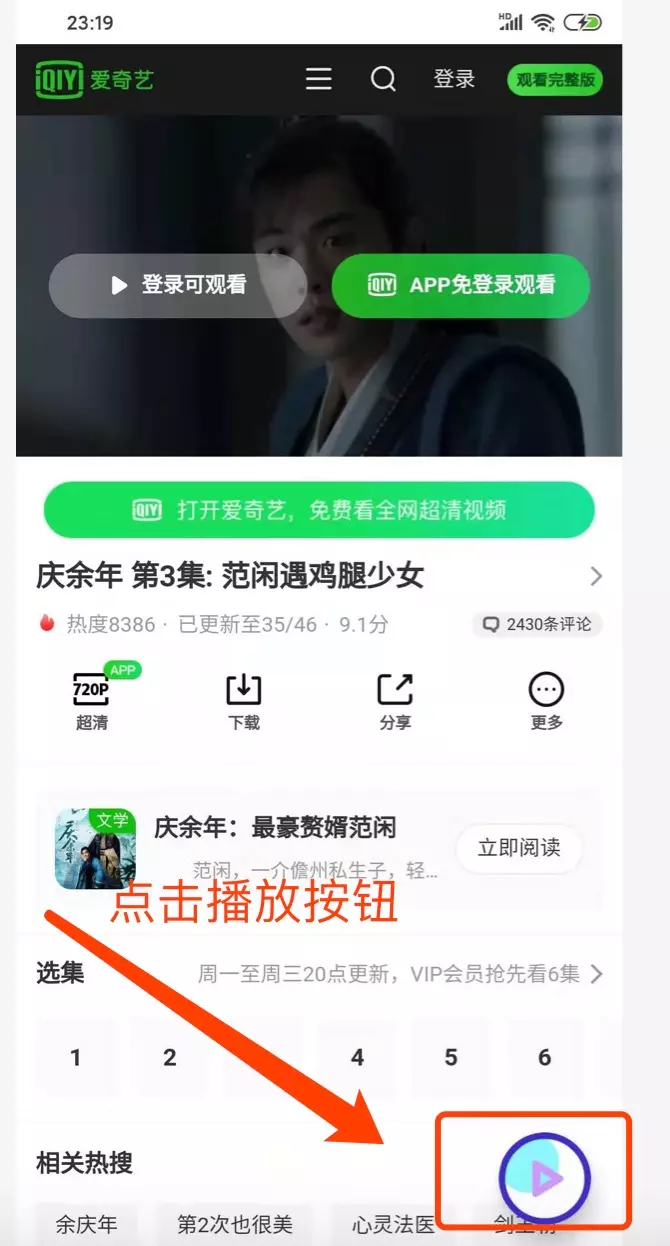 23:19
HD
iQIYI 爱奇艺
登录
观看完整版
登录可观看
QIY APP免登录观看
QIY 打开爱奇艺，免费看全网超清视频
庆余年 第3集: 范闲遇鸡腿少女
热度8386 · 已更新至35/46 · 9.1分
2430条评论
720P APP
超清
下载
分享
更多
文学
庆余年
庆余年：最豪赘婿范闲
范闲，一介儋州私生子，轻...
立即阅读
点击播放按钮
选集
周一至周三20点更新，VIP会员抢先看6集
1 2 4 5 6
相关热搜
余庆年 第2次也很美 心灵法医